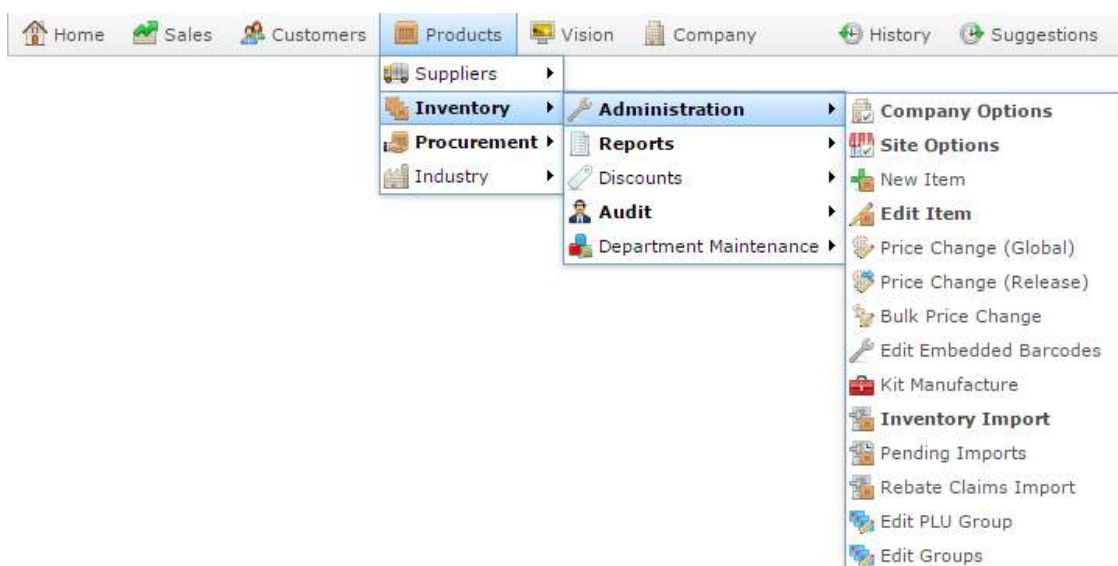 Home Sales Customers Products Vision Company History Suggestions
Suppliers
Inventory
Procurement
Industry
Administration
Reports
Discounts
Audit
Department Maintenance
Company Options
Site Options
New Item
Edit Item
Price Change (Global)
Price Change (Release)
Bulk Price Change
Edit Embedded Barcodes
Kit Manufacture
Inventory Import
Pending Imports
Rebate Claims Import
Edit PLU Group
Edit Groups